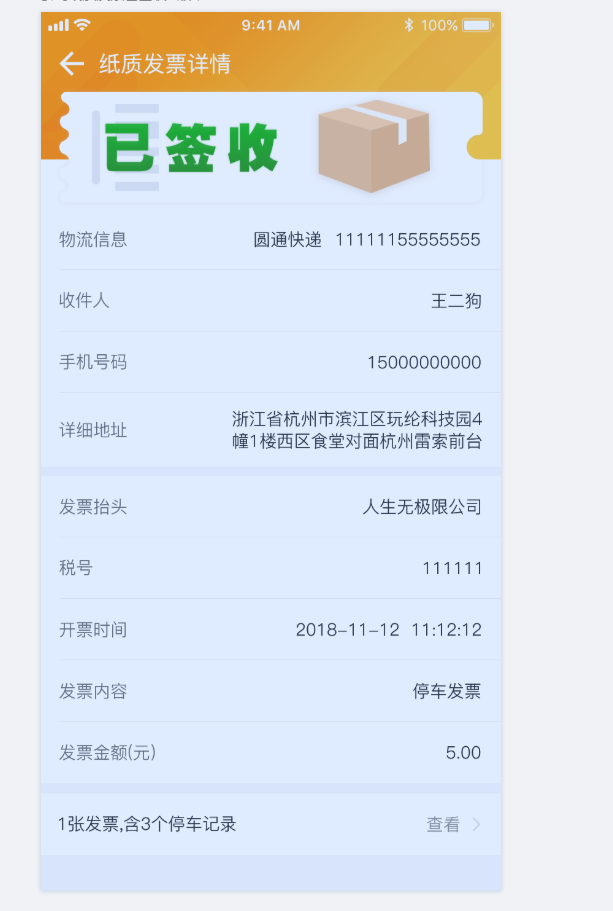 9:41 AM
100%
纸质发票详情
已签收
物流信息
圆通快递 11111155555555
收件人
王二狗
手机号码
15000000000
详细地址
浙江省杭州市滨江区玩纶科技园4
幢1楼西区食堂对面杭州雷索前台
发票抬头
人生无极限公司
税号
111111
开票时间
2018-11-12 11:12:12
发票内容
停车发票
发票金额(元)
5.00
1张发票,含3个停车记录
查看